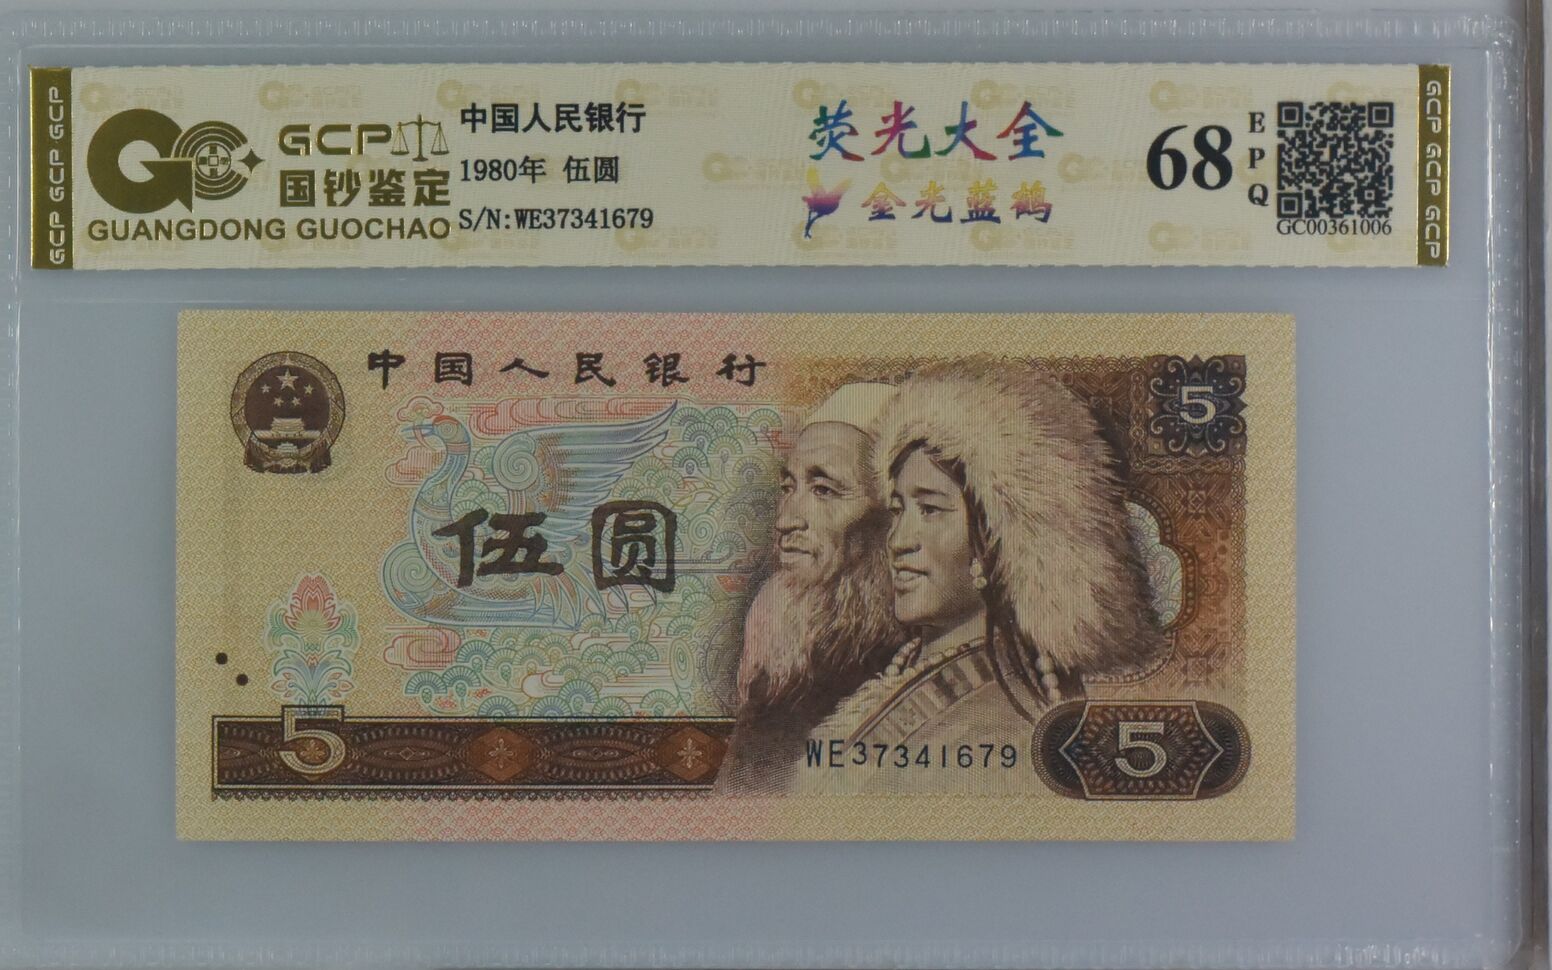 GCP GCP GCP
GCP
国钞鉴定
GUANGDONG GUOCHAO
中国人民银行
1980年 伍圆
S/N:WE37341679
荧光大全
金光蓝鹤
68
EPQ
GC00361006
GCP GCP GCP
中国人民银行
5
伍圆
5
WE37341679
5